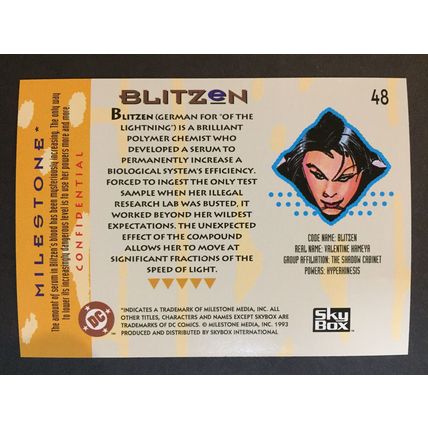 MILESTONE*
CONFIDENTIAL
The amount of serum in Blitzen's blood has been mysteriously increasing. The only way
to lower its increasingly dangerous level is to use her powers more and more.
BLITZEN
48
BLITZEN (GERMAN FOR "OF THE
LIGHTNING") IS A BRILLIANT
POLYMER CHEMIST WHO
DEVELOPED A SERUM TO
PERMANENTLY INCREASE A
BIOLOGICAL SYSTEM'S EFFICIENCY.
FORCED TO INGEST THE ONLY TEST
SAMPLE WHEN HER ILLEGAL
RESEARCH LAB WAS BUSTED, IT
WORKED BEYOND HER WILDEST
EXPECTATIONS. THE UNEXPECTED
EFFECT OF THE COMPOUND
ALLOWS HER TO MOVE AT
SIGNIFICANT FRACTIONS OF THE
SPEED OF LIGHT.
CODE NAME: BLITZEN
REAL NAME: VALENTINE HAMEYA
GROUP AFFILIATION: THE SHADOW CABINET
POWERS: HYPERKINESIS
DC
*INDICATES A TRADEMARK OF MILESTONE MEDIA, INC. ALL
OTHER TITLES, CHARACTERS AND NAMES EXCEPT SKYBOX ARE
TRADEMARKS OF DC COMICS. © MILESTONE MEDIA, INC. 1993
PRODUCED AND DISTRIBUTED BY SKYBOX INTERNATIONAL
SKY
BOX™